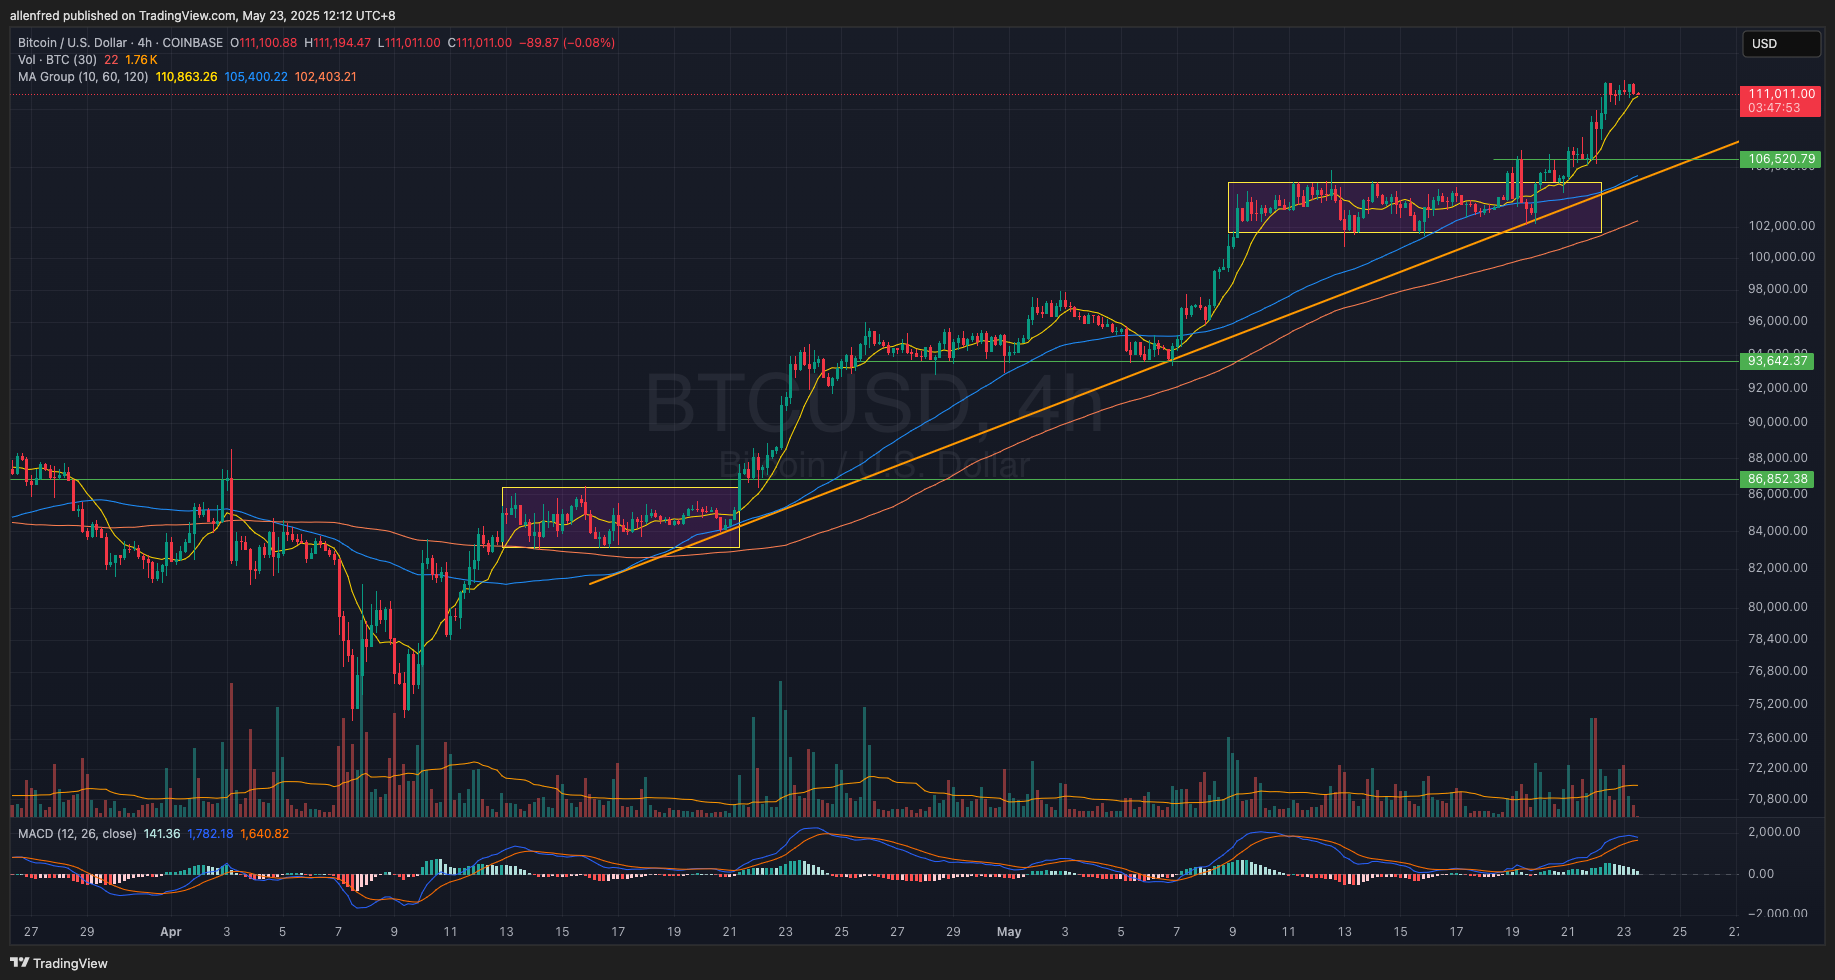 allenfred published on TradingView.com, May 23, 2025 12:12 UTC+8
Bitcoin / U.S. Dollar · 4h · COINBASE O111,100.88 H111,194.47 L111,011.00 C111,011.00 −89.87 (−0.08%)
Vol · BTC (30) 22 1.76 K
MA Group (10, 60, 120) 110,863.26 105,400.22 102,403.21
USD
111,011.00
03:47:53
106,520.79
102,000.00
100,000.00
98,000.00
96,000.00
94,000.00
93,642.37
92,000.00
90,000.00
88,000.00
86,852.38
86,000.00
84,000.00
82,000.00
80,000.00
78,400.00
76,800.00
75,200.00
73,600.00
72,200.00
70,800.00
BTCUSD, 4h
Bitcoin / U.S. Dollar
MACD (12, 26, close) 141.36 1,782.18 1,640.82
2,000.00
0.00
−2,000.00
27 29 Apr 3 5 7 9 11 13 15 17 19 21 23 25 27 29 May 3 5 7 9 11 13 15 17 19 21 23 25
TradingView